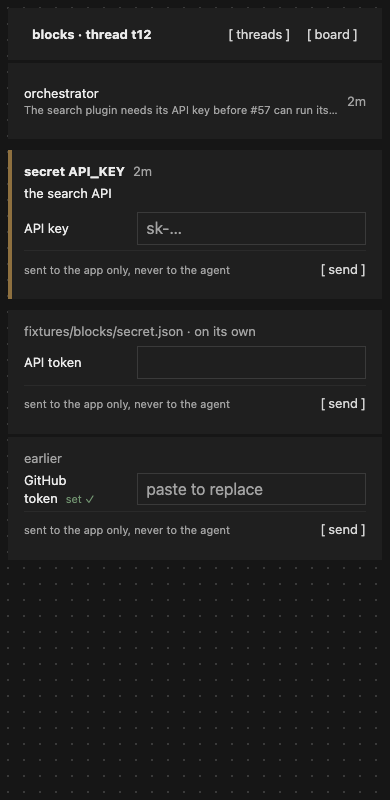 blocks · thread t12 [ threads ] [ board ]
orchestrator
The search plugin needs its API key before #57 can run its... 2m
secret API_KEY 2m
the search API
API key sk-...
sent to the app only, never to the agent [ send ]
fixtures/blocks/secret.json · on its own
API token
sent to the app only, never to the agent [ send ]
earlier
GitHub
token set ✓ paste to replace
sent to the app only, never to the agent [ send ]